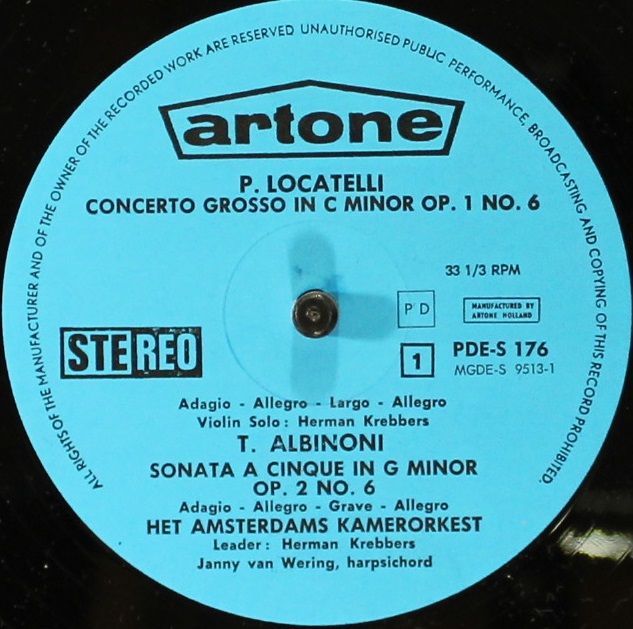 ALL RIGHTS OF THE MANUFACTURER AND OF THE OWNER OF THE RECORDED WORK ARE RESERVED UNAUTHORISED PUBLIC PERFORMANCE, BROADCASTING AND COPYING OF THIS RECORD PROHIBITED.
artone
P. LOCATELLI
CONCERTO GROSSO IN C MINOR OP. 1 NO. 6
33 1/3 RPM
P D
MANUFACTURED BY
ARTONE HOLLAND
STEREO
1
PDE-S 176
MGDE-S 9513-1
Adagio - Allegro - Largo - Allegro
Violin Solo: Herman Krebbers
T. ALBINONI
SONATA A CINQUE IN G MINOR
OP. 2 NO. 6
Adagio - Allegro - Grave - Allegro
HET AMSTERDAMS KAMERORKEST
Leader: Herman Krebbers
Janny van Wering, harpsichord